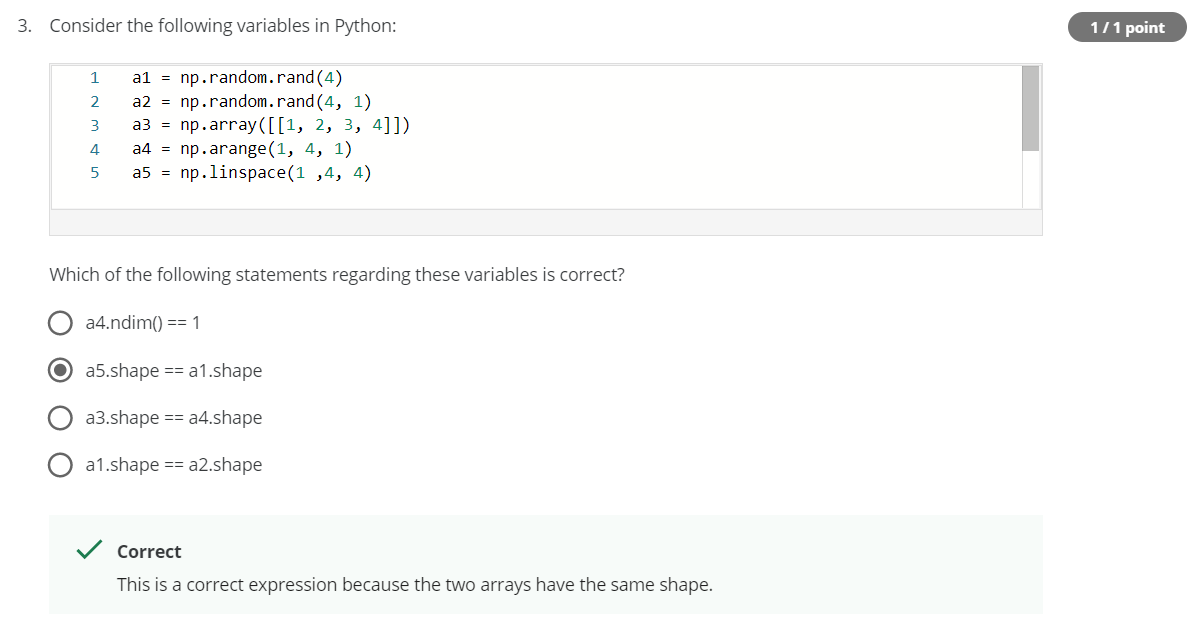 3. Consider the following variables in Python:
1 / 1 point
1 a1 = np.random.rand(4)
2 a2 = np.random.rand(4, 1)
3 a3 = np.array([[1, 2, 3, 4]])
4 a4 = np.arange(1, 4, 1)
5 a5 = np.linspace(1 ,4, 4)
Which of the following statements regarding these variables is correct?
a4.ndim() == 1
a5.shape == a1.shape
a3.shape == a4.shape
a1.shape == a2.shape
Correct
This is a correct expression because the two arrays have the same shape.